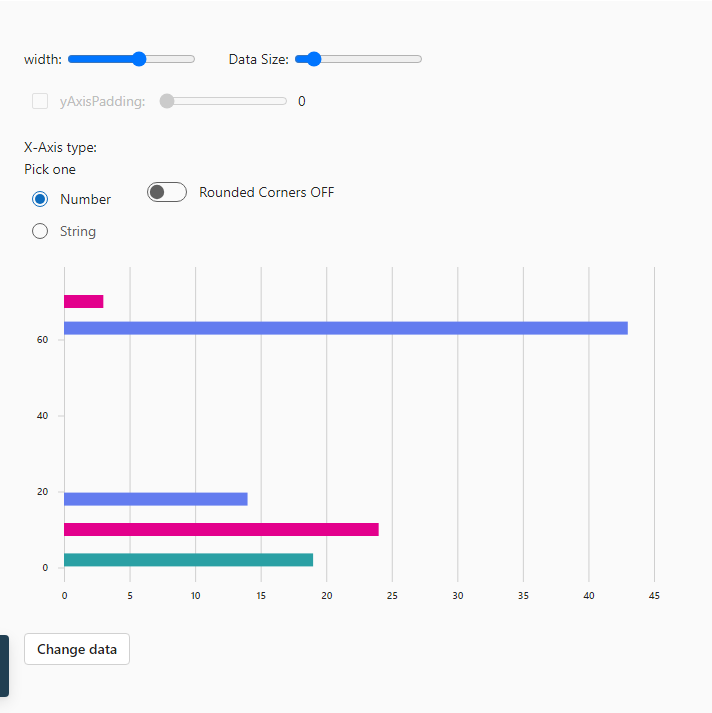 width: Data Size:
yAxisPadding: 0
X-Axis type:
Pick one
Number Rounded Corners OFF
String
60
40
20
0
0 5 10 15 20 25 30 35 40 45
Change data